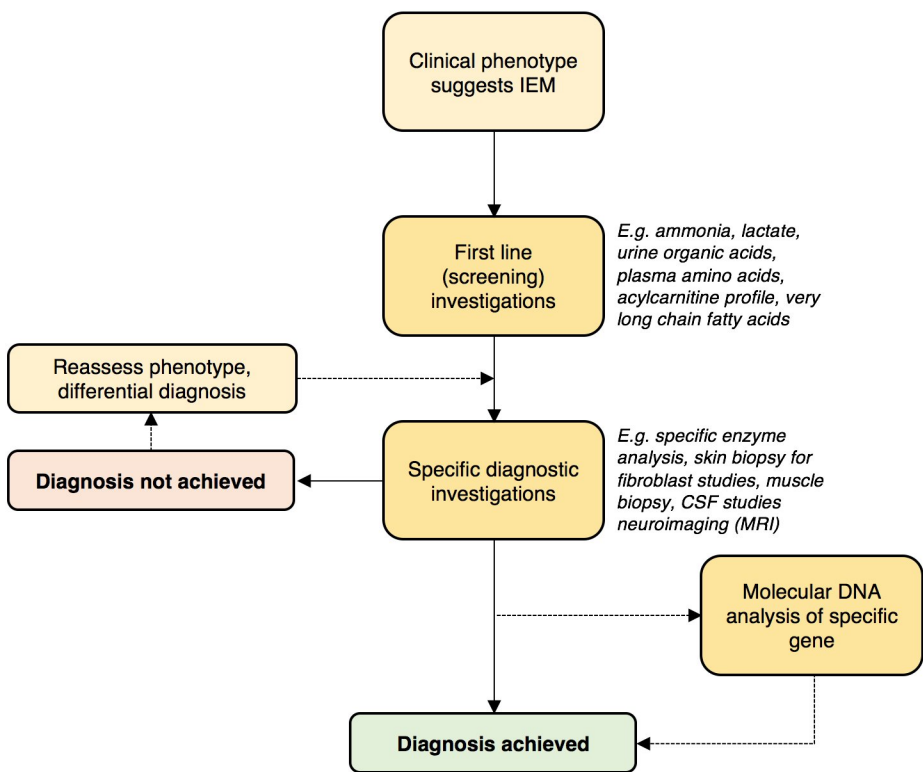 Clinical phenotype
suggests IEM
First line
(screening)
investigations
E.g. ammonia, lactate,
urine organic acids,
plasma amino acids,
acylcarnitine profile, very
long chain fatty acids
Reassess phenotype,
differential diagnosis
Diagnosis not achieved
Specific diagnostic
investigations
E.g. specific enzyme
analysis, skin biopsy for
fibroblast studies, muscle
biopsy, CSF studies
neuroimaging (MRI)
Molecular DNA
analysis of specific
gene
Diagnosis achieved